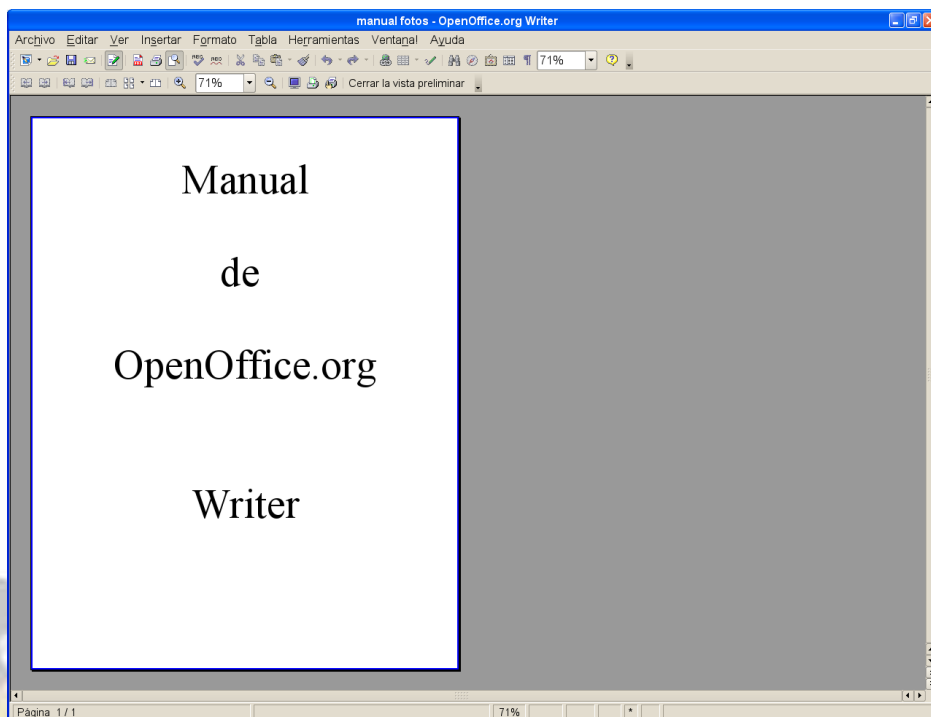 manual fotos - OpenOffice.org Writer
Archivo Editar Ver Insertar Formato Tabla Herramientas Ventanal Ayuda
71%
71% Cerrar la vista preliminar
Manual
de
OpenOffice.org
Writer
Página 1 / 1 71% *